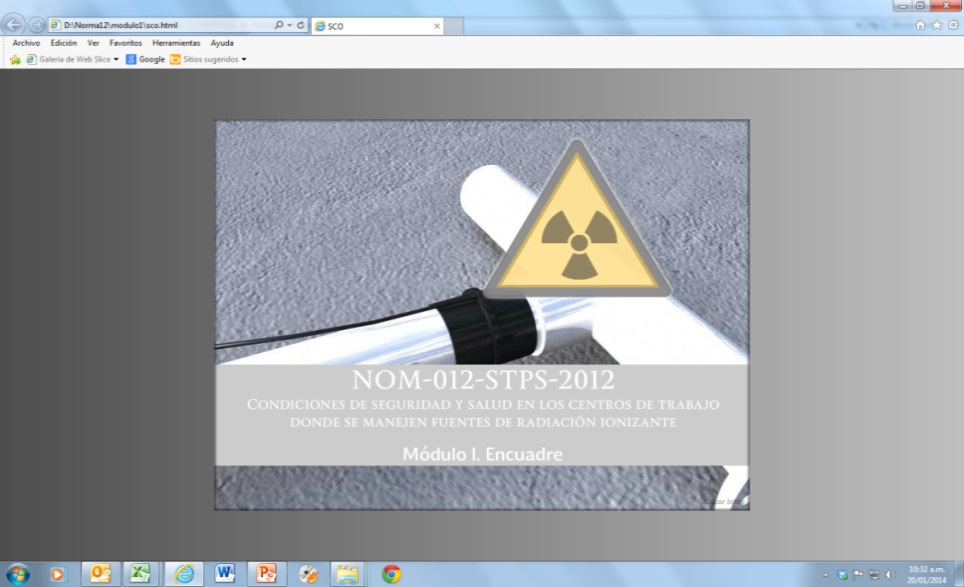 D:\Norma12\modulo1\sco.html
SCO
Archivo Edición Ver Favoritos Herramientas Ayuda
Galería de Web Slice Google Sitios sugeridos
NOM-012-STPS-2012
CONDICIONES DE SEGURIDAD Y SALUD EN LOS CENTROS DE TRABAJO
DONDE SE MANEJEN FUENTES DE RADIACIÓN IONIZANTE
Módulo I. Encuadre
10:32 a.m.
20/01/2014